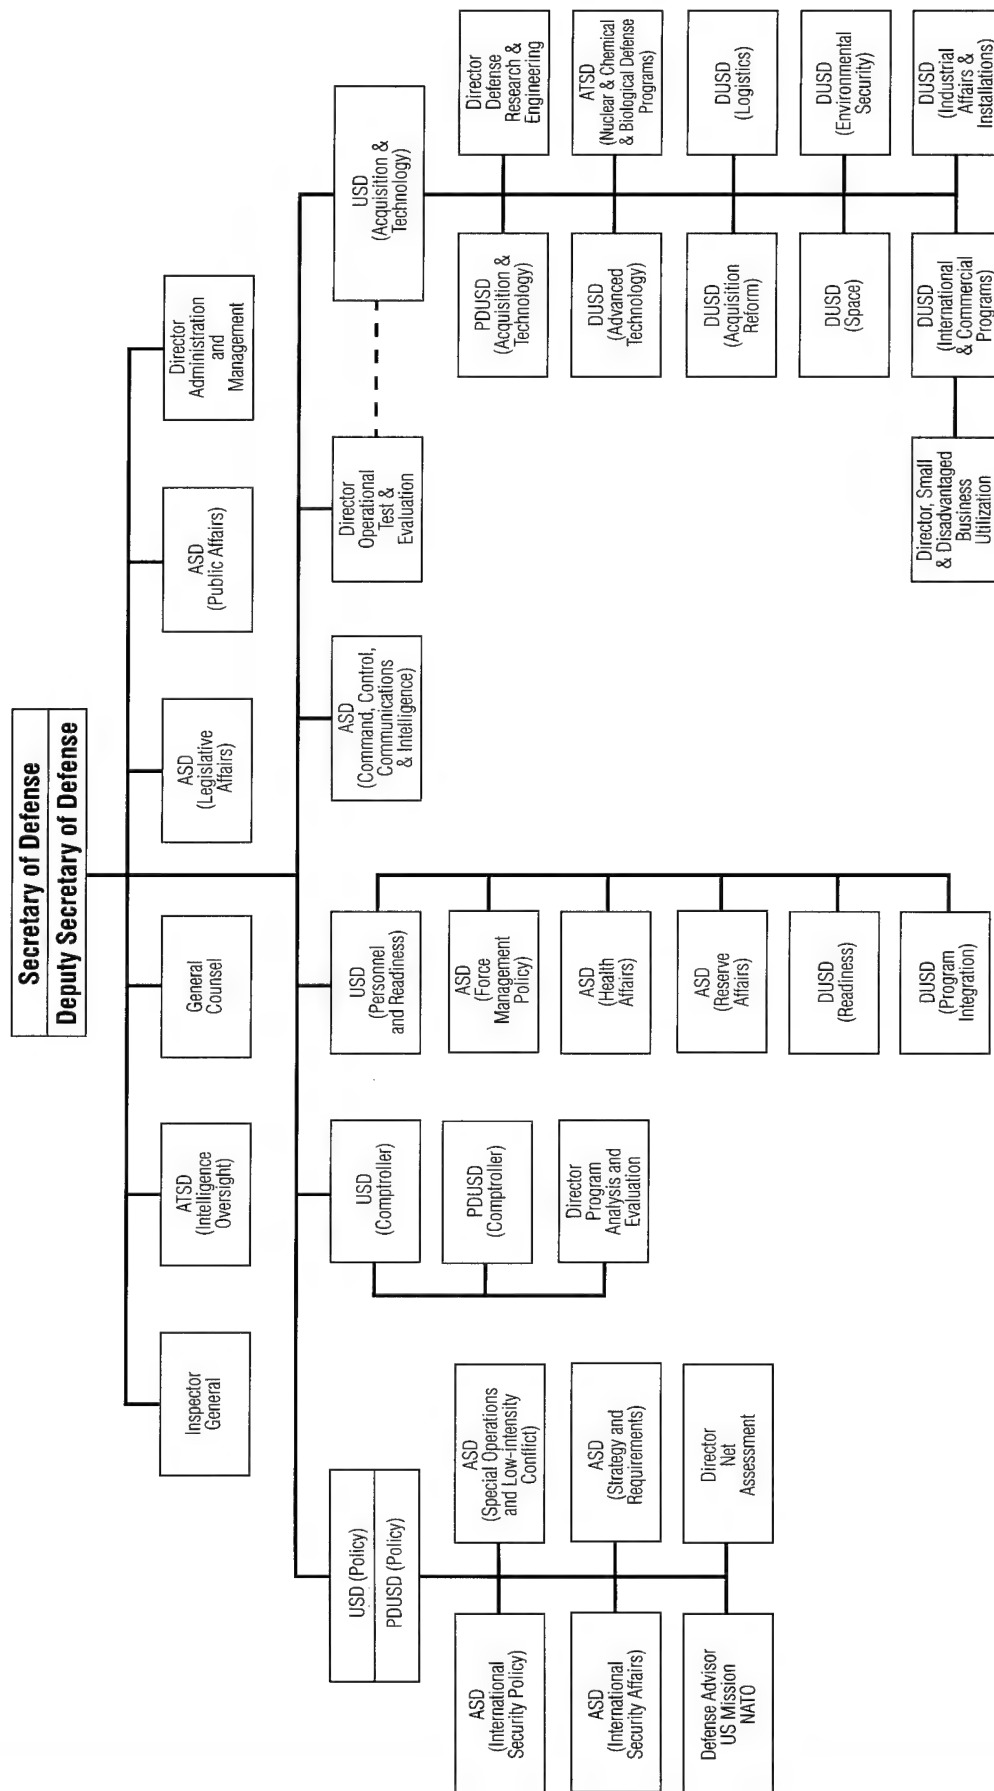 Secretary of Defense
Deputy Secretary of Defense
Inspector
General
ATSD
(Intelligence
Oversight)
General
Counsel
ASD
(Legislative
Affairs)
ASD
(Public Affairs)
Director
Administration
and
Management
USD (Policy)
PDUSD (Policy)
ASD
(International
Security Policy)
ASD
(Special Operations
and Low-intensity
Conflict)
ASD
(International
Security Affairs)
ASD
(Strategy and
Requirements)
Defense Advisor
US Mission
NATO
Director
Net
Assessment
USD
(Comptroller)
PDUSD
(Comptroller)
Director
Program
Analysis and
Evaluation
USD
(Personnel
and Readiness)
ASD
(Force
Management
Policy)
ASD
(Health
Affairs)
ASD
(Reserve
Affairs)
DUSD
(Readiness)
DUSD
(Program
Integration)
ASD
(Command, Control,
Communications
& Intelligence)
Director
Operational
Test &
Evaluation
USD
(Acquisition &
Technology)
PDUSD
(Acquisition &
Technology)
Director
Defense
Research &
Engineering
DUSD
(Advanced
Technology)
ATSD
(Nuclear & Chemical
& Biological Defense
Programs)
DUSD
(Acquisition
Reform)
DUSD
(Logistics)
DUSD
(Space)
DUSD
(Environmental
Security)
DUSD
(International
& Commercial
Programs)
DUSD
(Industrial
Affairs &
Installations)
Director, Small
& Disadvantaged
Business
Utilization